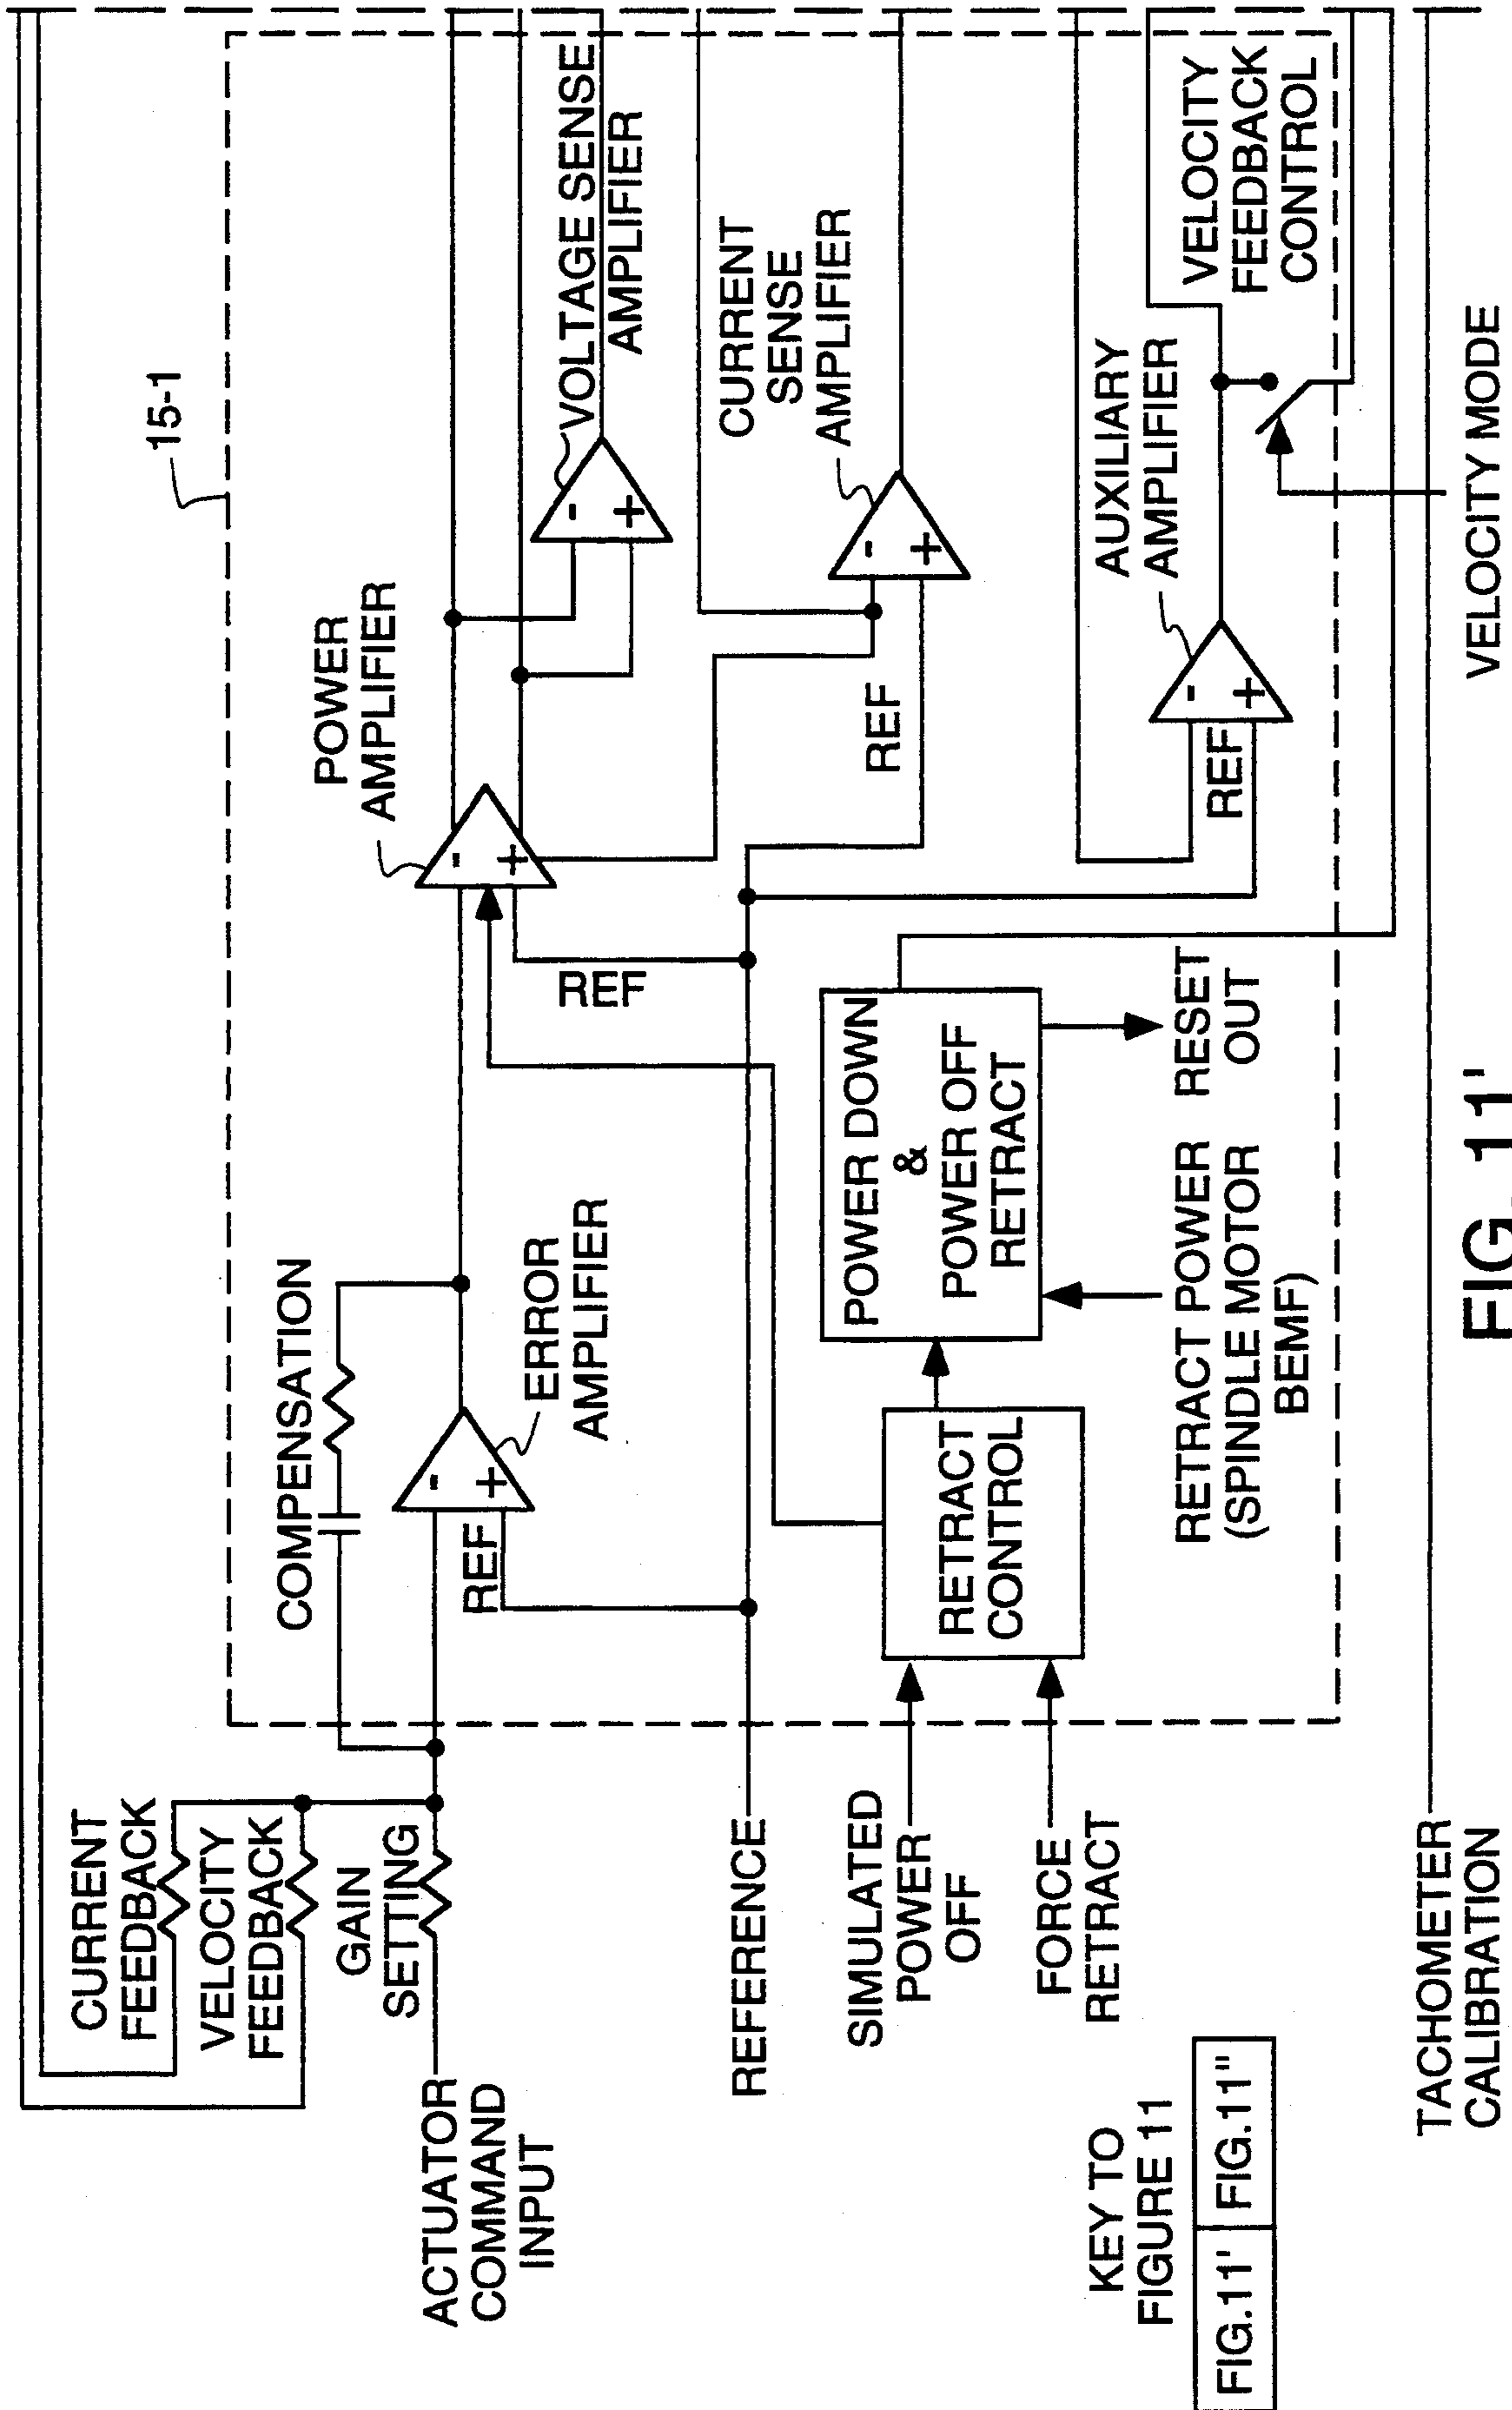 15-1
CURRENT
FEEDBACK
VELOCITY
FEEDBACK
GAIN
SETTING
ACTUATOR
COMMAND
INPUT
COMPENSATION
-
+
REF
ERROR
AMPLIFIER
POWER
AMPLIFIER
-
+
REF
VOLTAGE SENSE
AMPLIFIER
-
+
CURRENT
SENSE
AMPLIFIER
-
+
REF
REFERENCE
SIMULATED
POWER
OFF
FORCE
RETRACT
RETRACT
CONTROL
POWER DOWN
&
POWER OFF
RETRACT
RETRACT POWER
(SPINDLE MOTOR
BEMF)
RESET
OUT
AUXILIARY
AMPLIFIER
-
+
REF
VELOCITY
FEEDBACK
CONTROL
KEY TO
FIGURE 11
FIG.11' FIG.11"
TACHOMETER
CALIBRATION
VELOCITY MODE
FIG. 11'